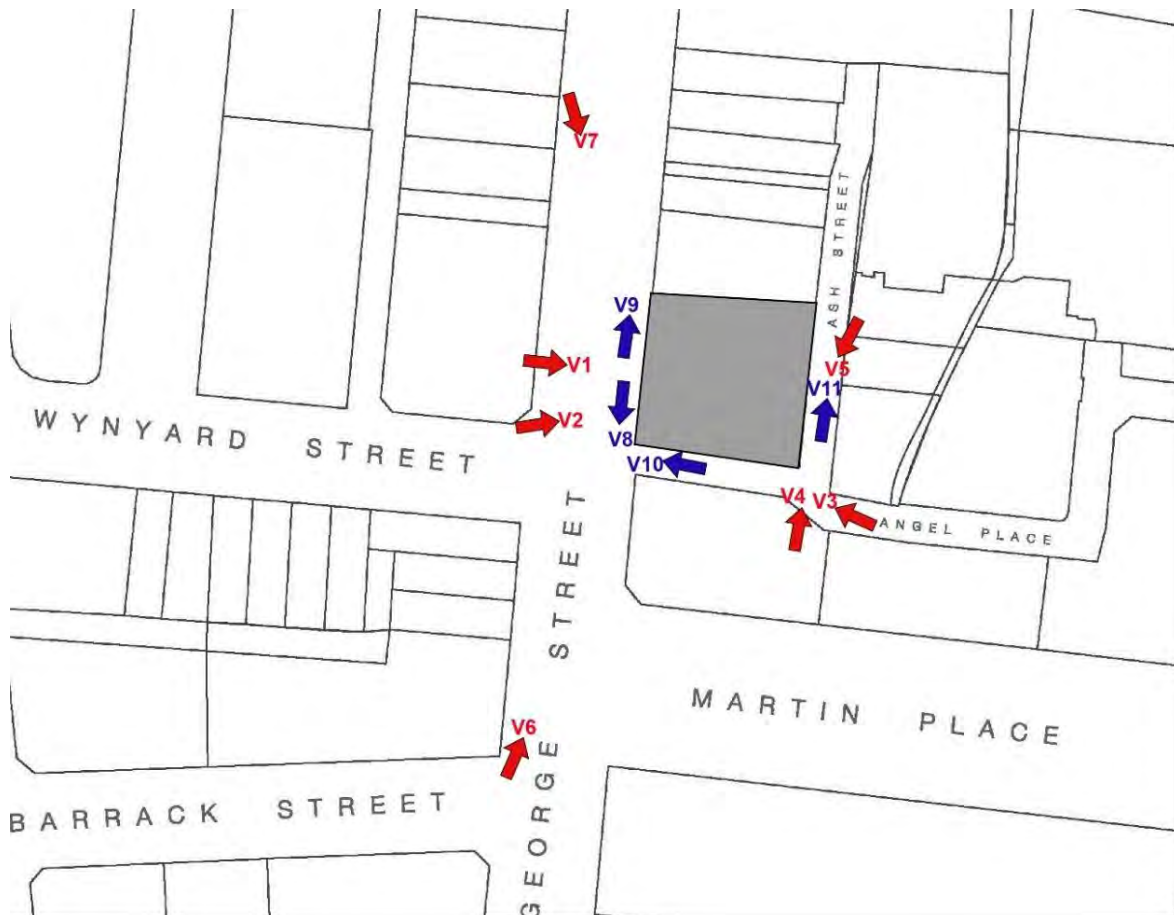 V7
ASH STREET
V9
V1
V5
V11
V2
V8
WYNYARD STREET
V10
V4
V3
ANGEL PLACE
GEORGE STREET
MARTIN PLACE
V6
BARRACK STREET